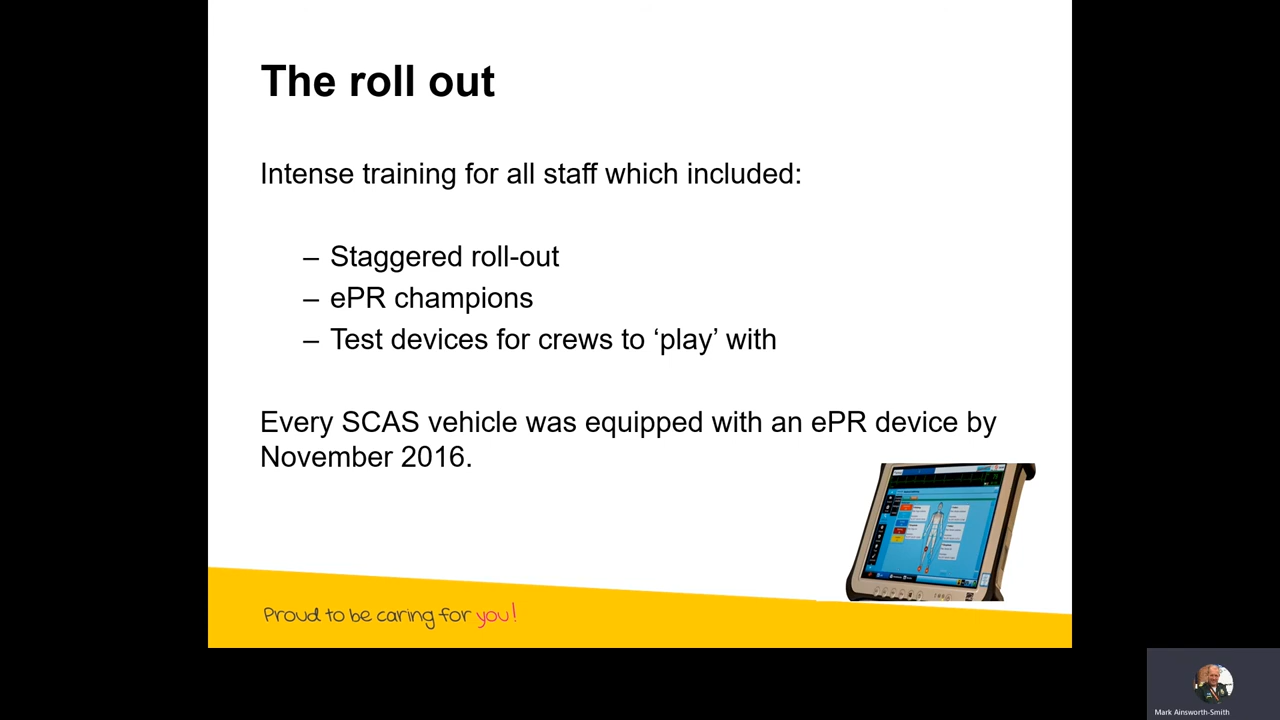 The roll out
Intense training for all staff which included:
– Staggered roll-out
– ePR champions
– Test devices for crews to ‘play’ with
Every SCAS vehicle was equipped with an ePR device by
November 2016.
Proud to be caring for you!
Mark Ainsworth-Smith